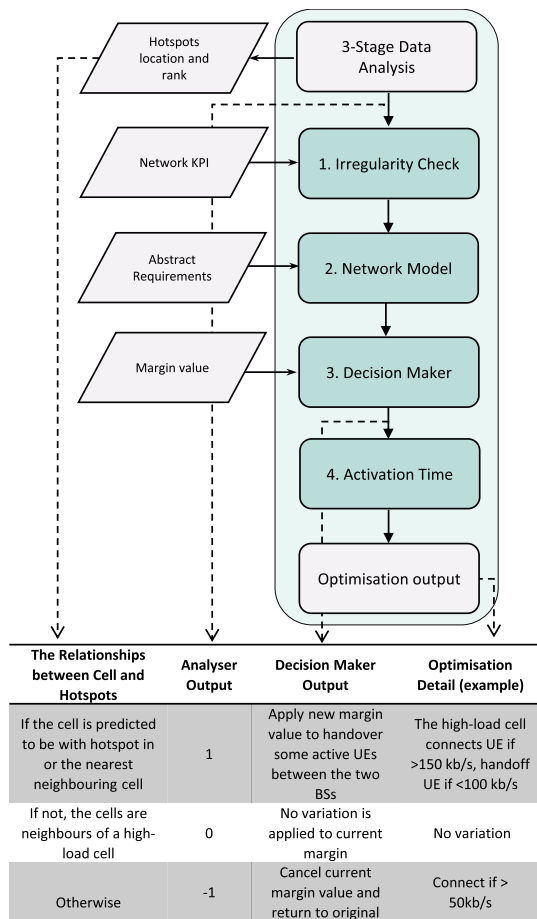 Hotspots
location and
rank
3-Stage Data
Analysis
Network KPI
1. Irregularity Check
Abstract
Requirements
2. Network Model
Margin value
3. Decision Maker
4. Activation Time
Optimisation output
The Relationships
between Cell and
Hotspots
Analyser
Output
Decision Maker
Output
Optimisation
Detail (example)
If the cell is predicted
to be with hotspot in
or the nearest
neighbouring cell
1
Apply new margin
value to handover
some active UEs
between the two
BSs
The high-load cell
connects UE if
>150 kb/s, handoff
UE if <100 kb/s
If not, the cells are
neighbours of a high-
load cell
0
No variation is
applied to current
margin
No variation
Otherwise
-1
Cancel current
margin value and
return to original
Connect if >
50kb/s